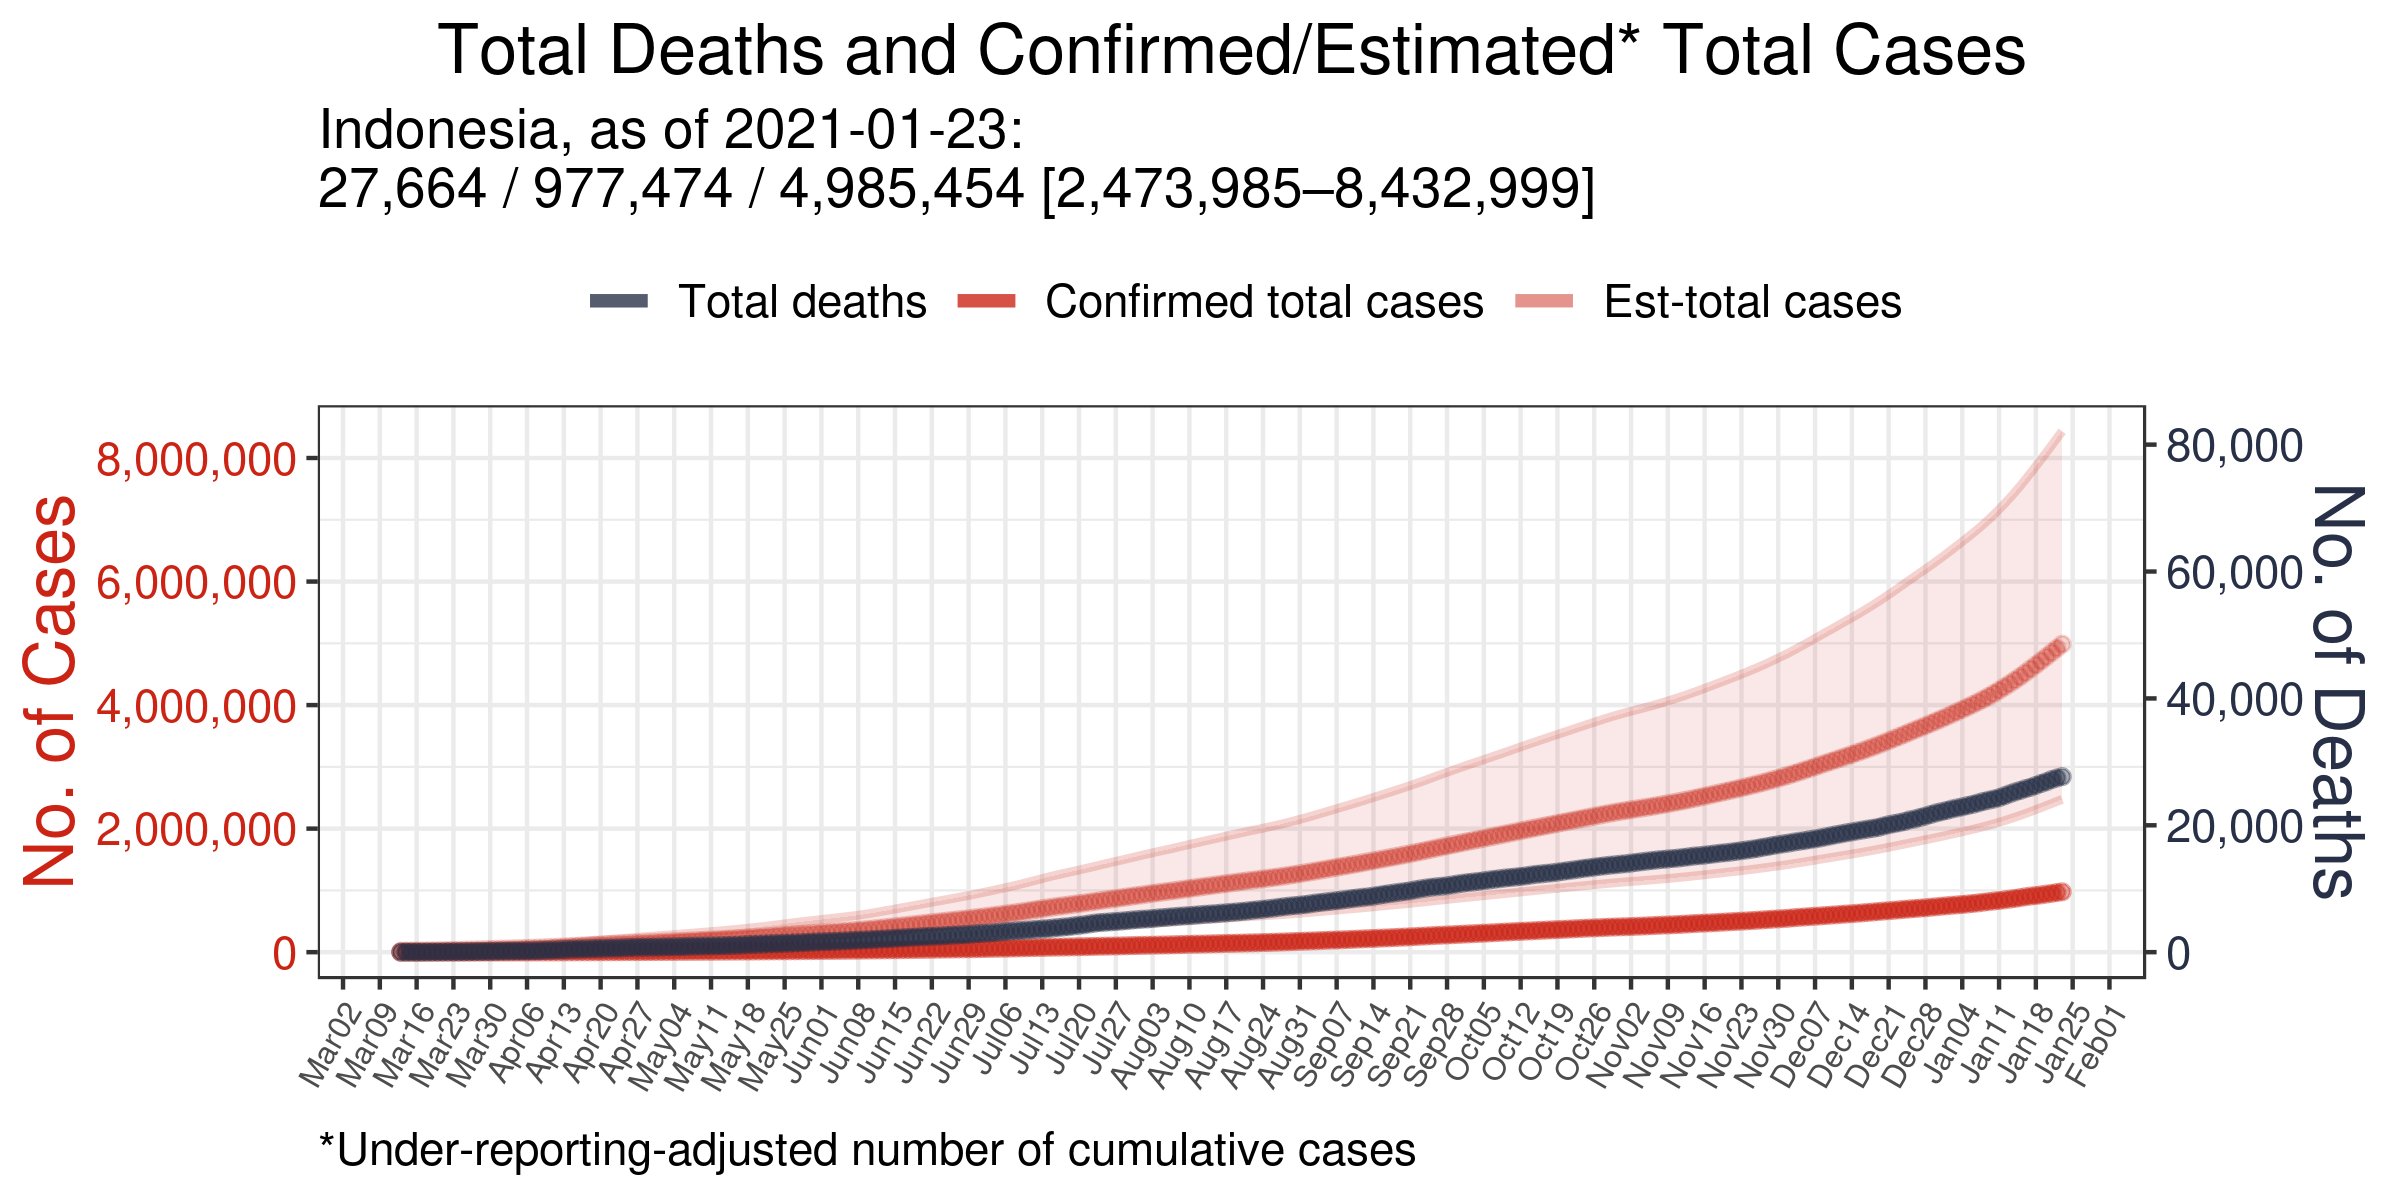 Total Deaths and Confirmed/Estimated* Total Cases
Indonesia, as of 2021-01-23:
27,664 / 977,474 / 4,985,454 [2,473,985–8,432,999]
Total deaths
Confirmed total cases
Est-total cases
No. of Cases
8,000,000
6,000,000
4,000,000
2,000,000
0
80,000
60,000
40,000
20,000
0
No. of Deaths
Mar02
Mar09
Mar16
Mar23
Mar30
Apr06
Apr13
Apr20
Apr27
May04
May11
May18
May25
Jun01
Jun08
Jun15
Jun22
Jun29
Jul06
Jul13
Jul20
Jul27
Aug03
Aug10
Aug17
Aug24
Aug31
Sep07
Sep14
Sep21
Sep28
Oct05
Oct12
Oct19
Oct26
Nov02
Nov09
Nov16
Nov23
Nov30
Dec07
Dec14
Dec21
Dec28
Jan04
Jan11
Jan18
Jan25
Feb01
*Under-reporting-adjusted number of cumulative cases